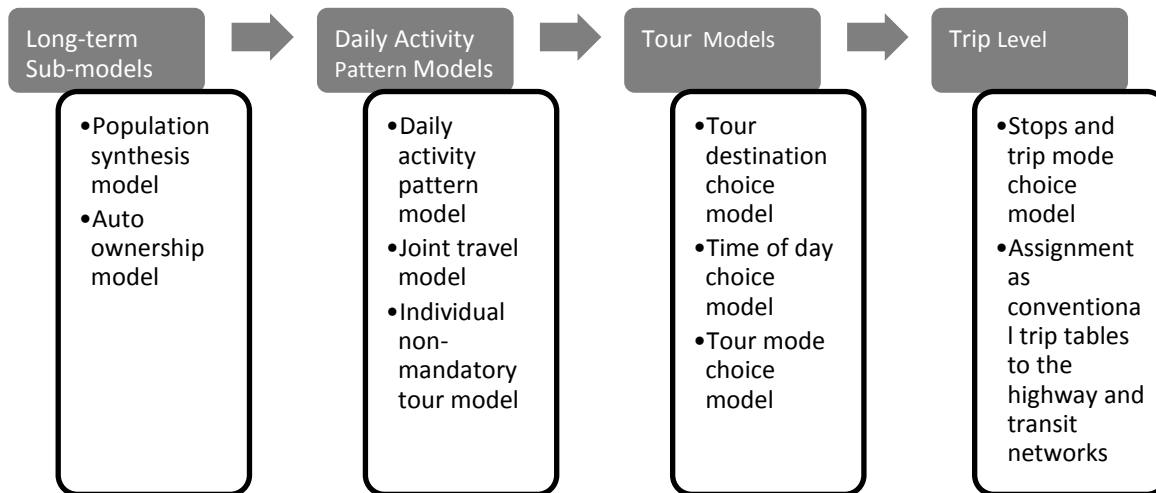 Long-term
Sub-models
•Population
synthesis
model
•Auto
ownership
model
Daily Activity
Pattern Models
•Daily
activity
pattern
model
•Joint travel
model
•Individual
non-
mandatory
tour model
Tour Models
•Tour
destination
choice
model
•Time of day
choice
model
•Tour mode
choice
model
Trip Level
•Stops and
trip mode
choice
model
•Assignment
as
conventiona
l trip tables
to the
highway and
transit
networks